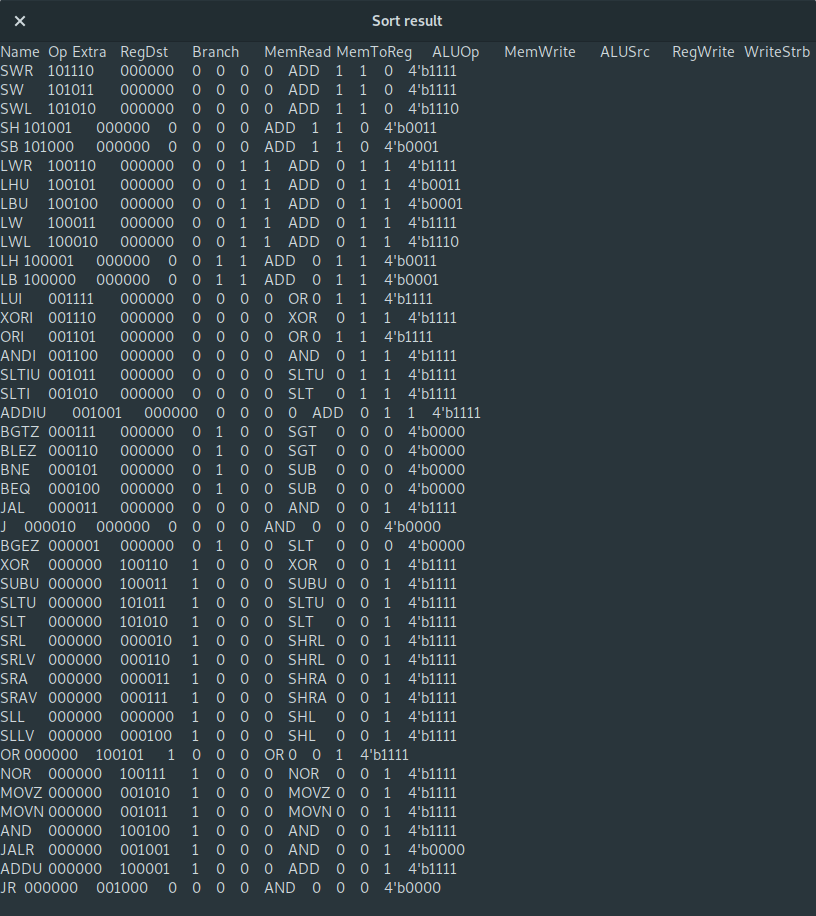 × Sort result
Name Op Extra RegDst Branch MemRead MemToReg ALUOp MemWrite ALUSrc RegWrite WriteStrb
SWR 101110 000000 0 0 0 0 ADD 1 1 0 4'b1111
SW 101011 000000 0 0 0 0 ADD 1 1 0 4'b1111
SWL 101010 000000 0 0 0 0 ADD 1 1 0 4'b1110
SH 101001 000000 0 0 0 0 ADD 1 1 0 4'b0011
SB 101000 000000 0 0 0 0 ADD 1 1 0 4'b0001
LWR 100110 000000 0 0 1 1 ADD 0 1 1 4'b1111
LHU 100101 000000 0 0 1 1 ADD 0 1 1 4'b0011
LBU 100100 000000 0 0 1 1 ADD 0 1 1 4'b0001
LW 100011 000000 0 0 1 1 ADD 0 1 1 4'b1111
LWL 100010 000000 0 0 1 1 ADD 0 1 1 4'b1110
LH 100001 000000 0 0 1 1 ADD 0 1 1 4'b0011
LB 100000 000000 0 0 1 1 ADD 0 1 1 4'b0001
LUI 001111 000000 0 0 0 0 OR 0 1 1 4'b1111
XORI 001110 000000 0 0 0 0 XOR 0 1 1 4'b1111
ORI 001101 000000 0 0 0 0 OR 0 1 1 4'b1111
ANDI 001100 000000 0 0 0 0 AND 0 1 1 4'b1111
SLTIU 001011 000000 0 0 0 0 SLTU 0 1 1 4'b1111
SLTI 001010 000000 0 0 0 0 SLT 0 1 1 4'b1111
ADDIU 001001 000000 0 0 0 0 ADD 0 1 1 4'b1111
BGTZ 000111 000000 0 1 0 0 SGT 0 0 0 4'b0000
BLEZ 000110 000000 0 1 0 0 SGT 0 0 0 4'b0000
BNE 000101 000000 0 1 0 0 SUB 0 0 0 4'b0000
BEQ 000100 000000 0 1 0 0 SUB 0 0 0 4'b0000
JAL 000011 000000 0 0 0 0 AND 0 0 1 4'b1111
J 000010 000000 0 0 0 0 AND 0 0 0 4'b0000
BGEZ 000001 000000 0 1 0 0 SLT 0 0 0 4'b0000
XOR 000000 100110 1 0 0 0 XOR 0 0 1 4'b1111
SUBU 000000 100011 1 0 0 0 SUBU 0 0 1 4'b1111
SLTU 000000 101011 1 0 0 0 SLTU 0 0 1 4'b1111
SLT 000000 101010 1 0 0 0 SLT 0 0 1 4'b1111
SRL 000000 000010 1 0 0 0 SHRL 0 0 1 4'b1111
SRLV 000000 000110 1 0 0 0 SHRL 0 0 1 4'b1111
SRA 000000 000011 1 0 0 0 SHRA 0 0 1 4'b1111
SRAV 000000 000111 1 0 0 0 SHRA 0 0 1 4'b1111
SLL 000000 000000 1 0 0 0 SHL 0 0 1 4'b1111
SLLV 000000 000100 1 0 0 0 SHL 0 0 1 4'b1111
OR 000000 100101 1 0 0 0 OR 0 0 1 4'b1111
NOR 000000 100111 1 0 0 0 NOR 0 0 1 4'b1111
MOVZ 000000 001010 1 0 0 0 MOVZ 0 0 1 4'b1111
MOVN 000000 001011 1 0 0 0 MOVN 0 0 1 4'b1111
AND 000000 100100 1 0 0 0 AND 0 0 1 4'b1111
JALR 000000 001001 1 0 0 0 AND 0 0 1 4'b0000
ADDU 000000 100001 1 0 0 0 ADD 0 0 1 4'b1111
JR 000000 001000 0 0 0 0 AND 0 0 0 4'b0000